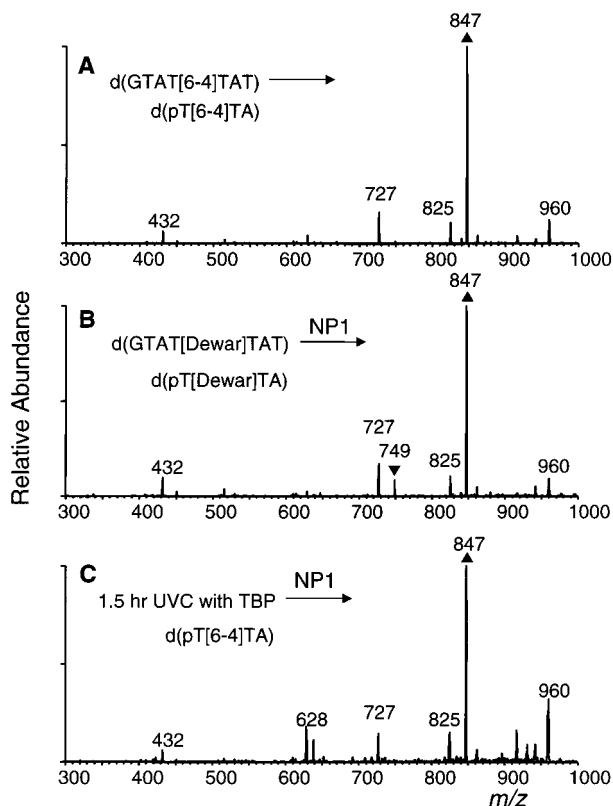 847
A
d(GTAT[6-4]TAT)
d(pT[6-4]TA)
432
727
825
960
300 400 500 600 700 800 900 1000
847
B
NP1
d(GTAT[Dewar]TAT)
d(pT[Dewar]TA)
432
727
749
825
960
300 400 500 600 700 800 900 1000
Relative Abundance
847
C
NP1
1.5 hr UVC with TBP
d(pT[6-4]TA)
432
628
727
825
960
300 400 500 600 700 800 900 1000
m/z